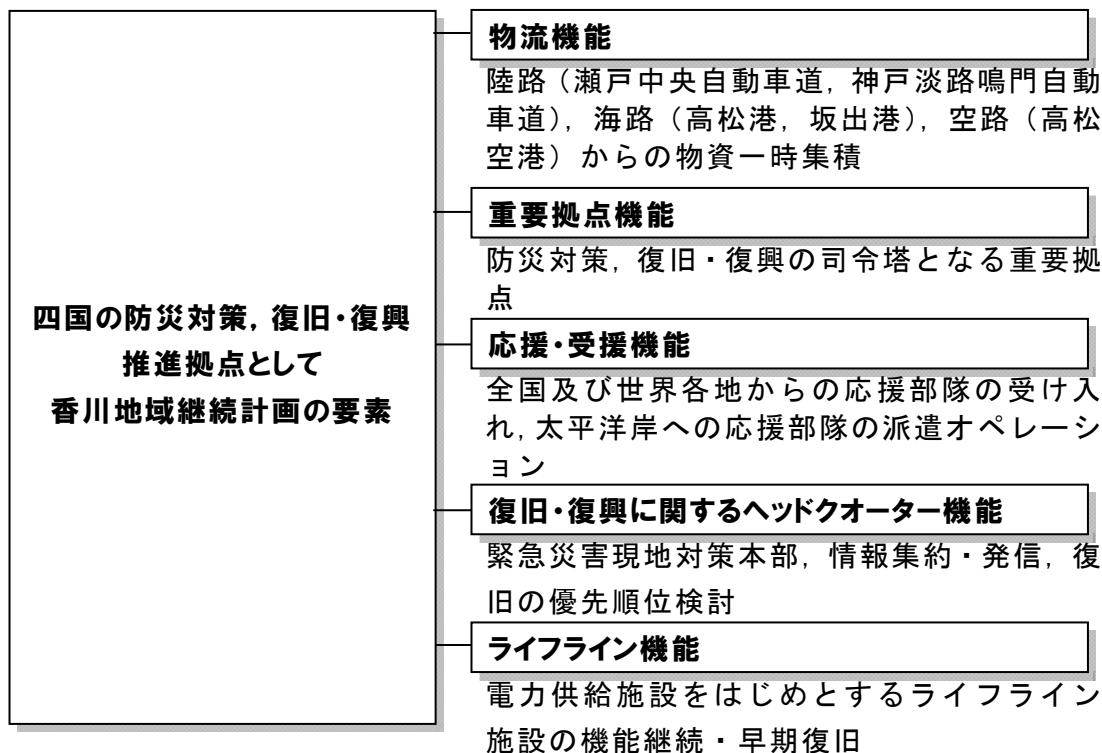 四国の防災対策,復旧・復興
推進拠点として
香川地域継続計画の要素
物流機能
陸路(瀬戸中央自動車道,神戸淡路鳴門自動
車道),海路(高松港,坂出港),空路(高松
空港)からの物資一時集積
重要拠点機能
防災対策,復旧・復興の司令塔となる重要拠
点
応援・受援機能
全国及び世界各地からの応援部隊の受け入
れ,太平洋岸への応援部隊の派遣オペレーシ
ョン
復旧・復興に関するヘッドクオーター機能
緊急災害現地対策本部,情報集約・発信,復
旧の優先順位検討
ライフライン機能
電力供給施設をはじめとするライフライン
施設の機能継続・早期復旧